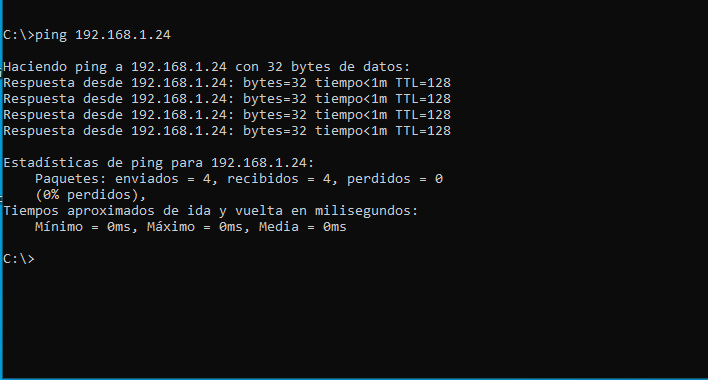 C:\>ping 192.168.1.24
Haciendo ping a 192.168.1.24 con 32 bytes de datos:
Respuesta desde 192.168.1.24: bytes=32 tiempo<1m TTL=128
Respuesta desde 192.168.1.24: bytes=32 tiempo<1m TTL=128
Respuesta desde 192.168.1.24: bytes=32 tiempo<1m TTL=128
Respuesta desde 192.168.1.24: bytes=32 tiempo<1m TTL=128
Estadísticas de ping para 192.168.1.24:
    Paquetes: enviados = 4, recibidos = 4, perdidos = 0
    (0% perdidos),
Tiempos aproximados de ida y vuelta en milisegundos:
    Mínimo = 0ms, Máximo = 0ms, Media = 0ms
C:\>